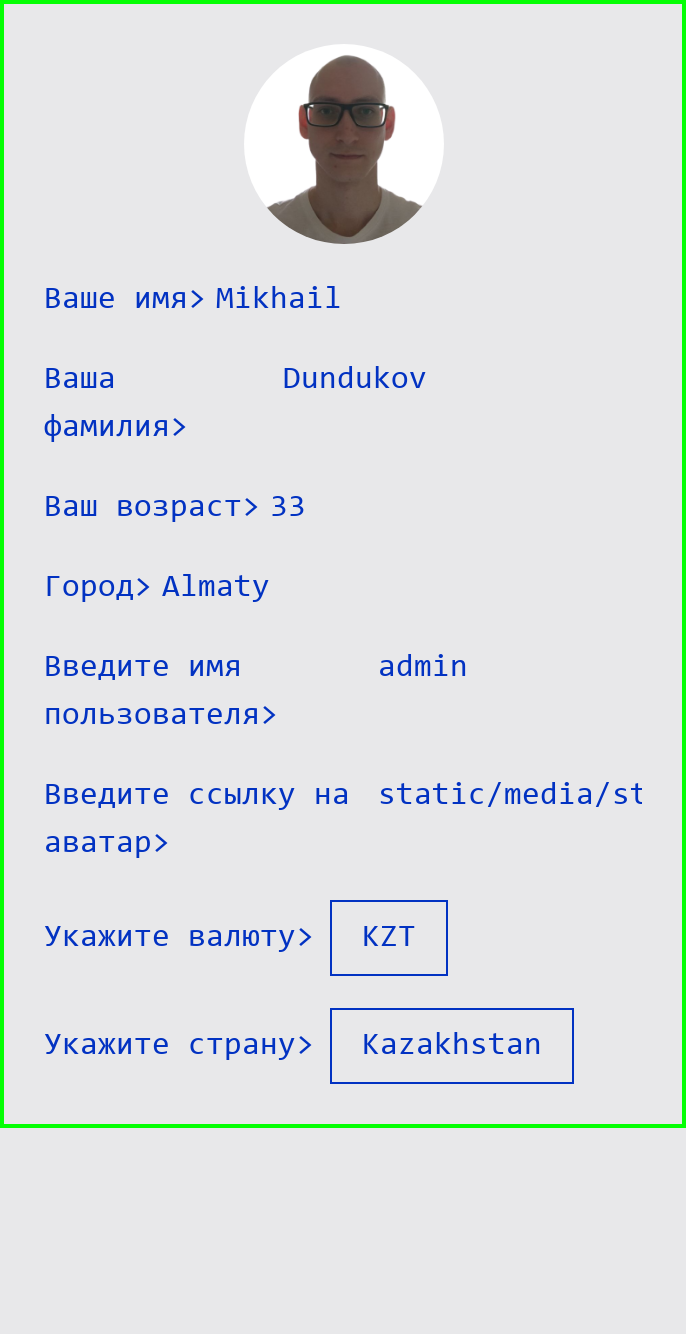 Ваше имя> Mikhail
Ваша Dundukov
фамилия>
Ваш возраст> 33
Город> Almaty
Введите имя admin
пользователя>
Введите ссылку на static/media/st
аватар>
Укажите валюту> KZT
Укажите страну> Kazakhstan